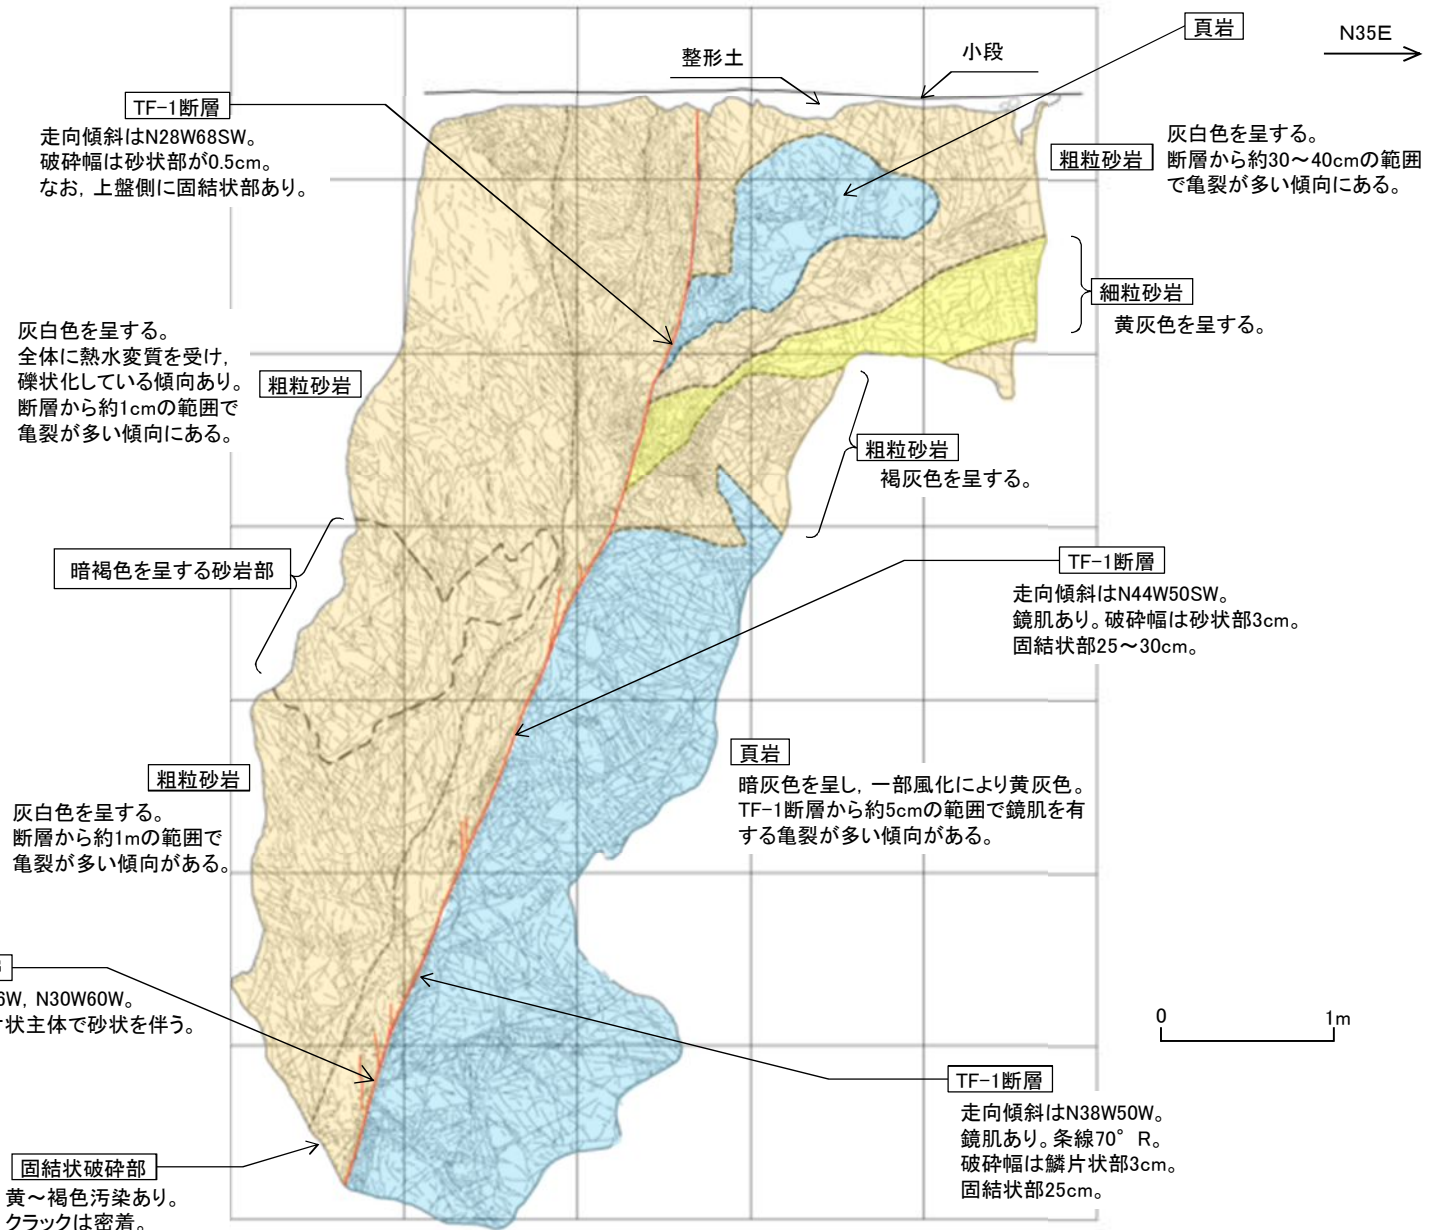 頁岩
N35E
整形土
小段
TF-1断層
走向傾斜はN28W68SW。
破砕幅は砂状部が0.5cm。
なお，上盤側に固結状部あり。
粗粒砂岩
灰白色を呈する。
断層から約30～40cmの範囲
で亀裂が多い傾向にある。
細粒砂岩
黄灰色を呈する。
灰白色を呈する。
全体に熱水変質を受け，
礫状化している傾向あり。
断層から約1cmの範囲で
亀裂が多い傾向にある。
粗粒砂岩
粗粒砂岩
褐灰色を呈する。
暗褐色を呈する砂岩部
TF-1断層
走向傾斜はN44W50SW。
鏡肌あり。破砕幅は砂状部3cm。
固結状部25～30cm。
頁岩
暗灰色を呈し，一部風化により黄灰色。
TF-1断層から約5cmの範囲で鏡肌を有
する亀裂が多い傾向がある。
粗粒砂岩
灰白色を呈する。
断層から約1mの範囲で
亀裂が多い傾向がある。
6W，N30W60W。
状主体で砂状を伴う。
0 1m
TF-1断層
走向傾斜はN38W50W。
鏡肌あり。条線70°R。
破砕幅は鱗片状部3cm。
固結状部25cm。
固結状破砕部
黄～褐色汚染あり。
クラックは密着。